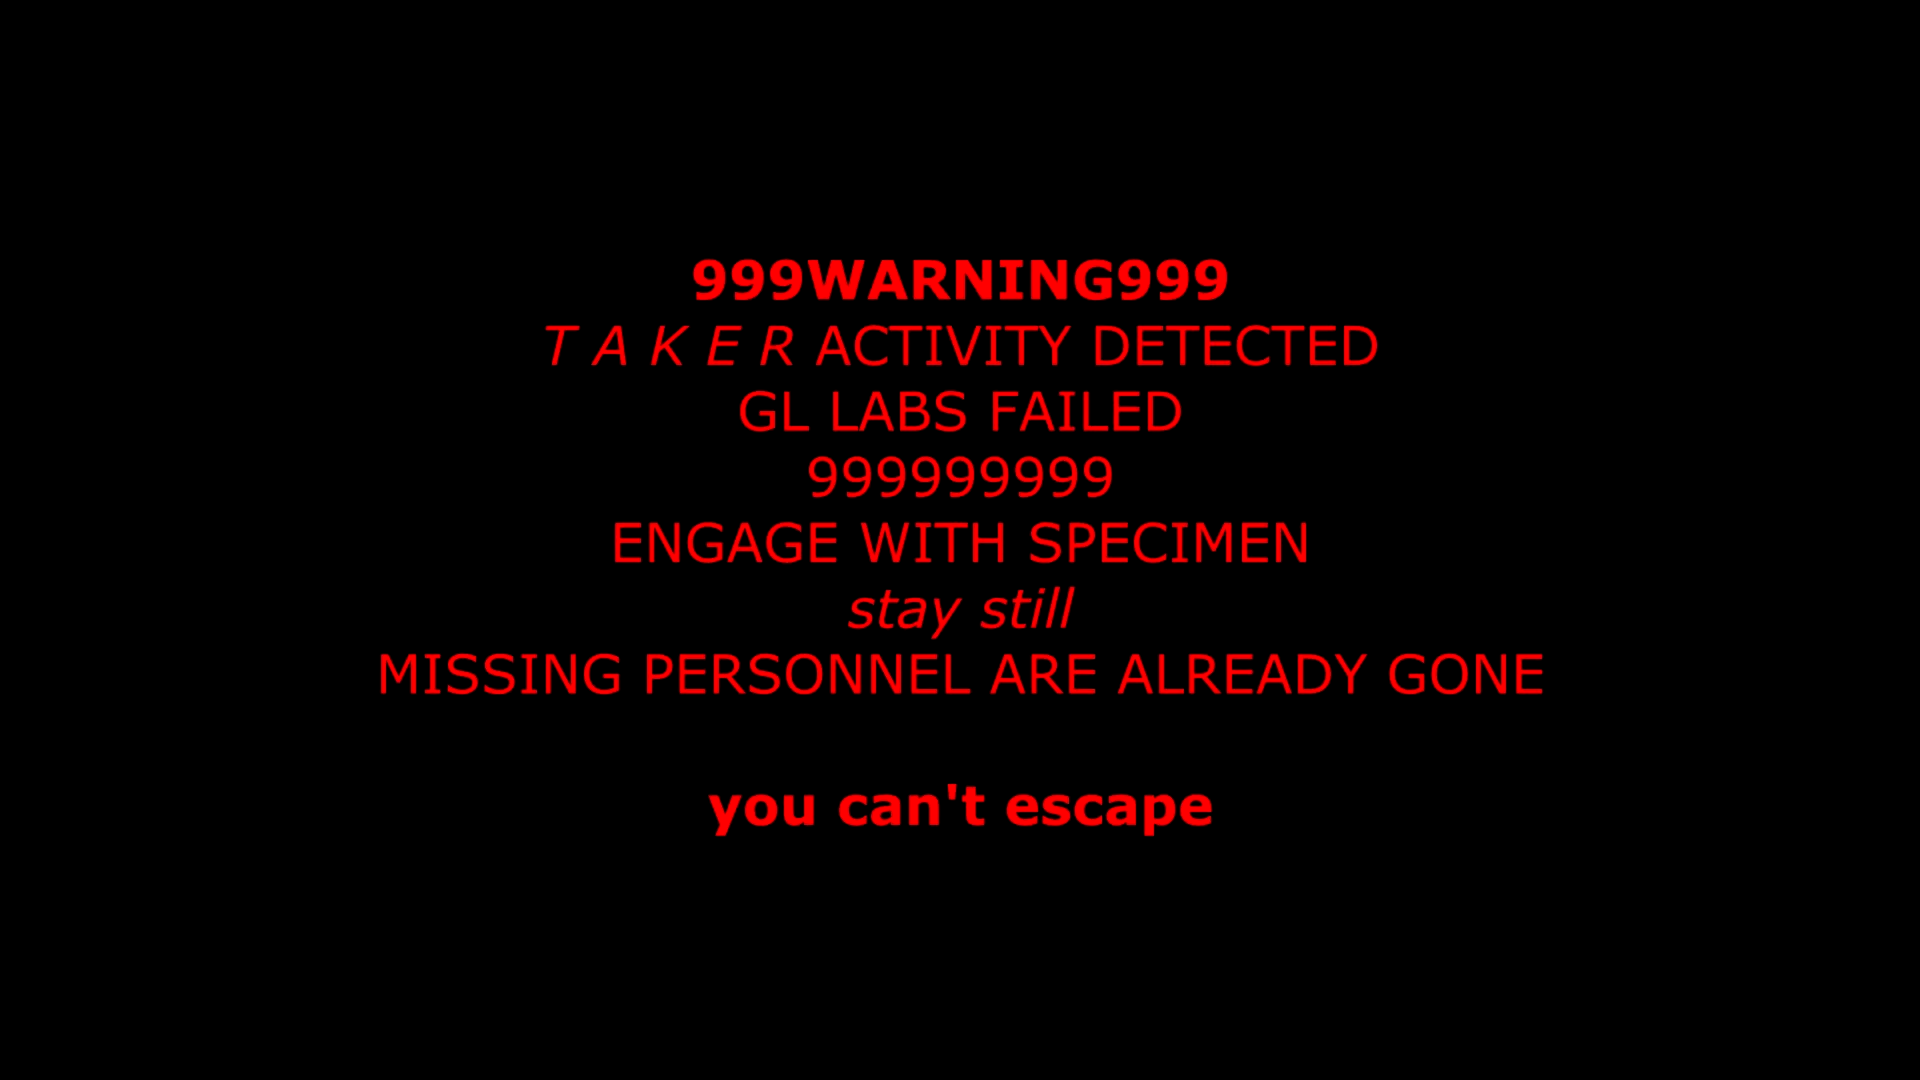 999WARNING999
T A K E R ACTIVITY DETECTED
GL LABS FAILED
999999999
ENGAGE WITH SPECIMEN
stay still
MISSING PERSONNEL ARE ALREADY GONE
you can't escape